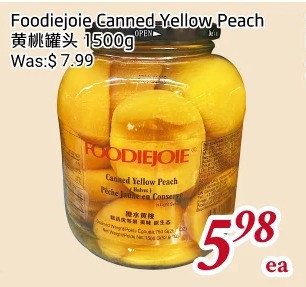 Foodiejoie Canned Yellow Peach
黄桃罐头 1500g
Was:$ 7.99
OPEN
FOODIEJOIE
Canned Yellow Peach
(Halves)
Pêche Jaune en Conserve
糖水黄桃
5.98
ea